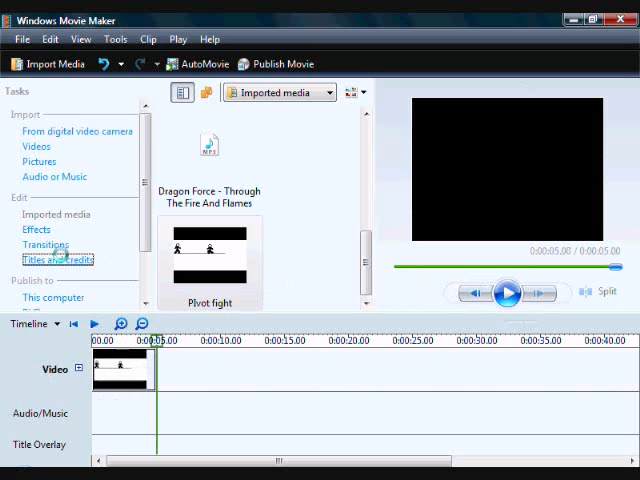 Windows Movie Maker
File Edit View Tools Clip Play Help
Import Media AutoMovie Publish Movie
Tasks
Imported media
Import
From digital video camera
Videos
Pictures
Audio or Music
Edit
Imported media
Effects
Transitions
Titles and credits
Publish to
This computer
MP3
Dragon Force - Through
The Fire And Flames
PIvot fight
0:00:05.00 / 0:00:05.00
Split
Timeline
00.00 0:00:05.00 0:00:10.00 0:00:15.00 0:00:20.00 0:00:25.00 0:00:30.00 0:00:35.00 0:00:40.00
Video
Audio/Music
Title Overlay